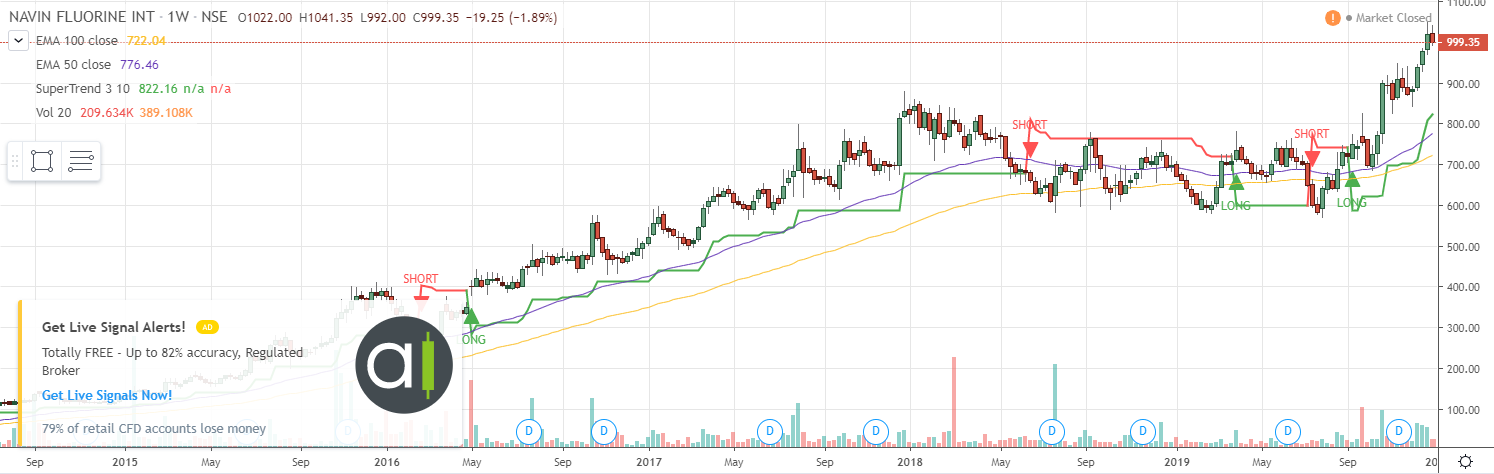 NAVIN FLUORINE INT · 1W · NSE O1022.00 H1041.35 L992.00 C999.35 −19.25 (−1.89%)
Market Closed
1100.00
EMA 100 close 722.04
999.35
EMA 50 close 776.46
SuperTrend 3 10 822.16 n/a n/a
900.00
Vol 20 209.634K 389.108K
SHORT
800.00
SHORT
700.00
LONG
LONG
600.00
500.00
SHORT
400.00
Get Live Signal Alerts! AD
300.00
ONG
Totally FREE - Up to 82% accuracy, Regulated
Broker
a
200.00
Get Live Signals Now!
100.00
79% of retail CFD accounts lose money
D D D D D D D D
Sep 2015 May Sep 2016 May Sep 2017 May Sep 2018 May Sep 2019 May Sep 20